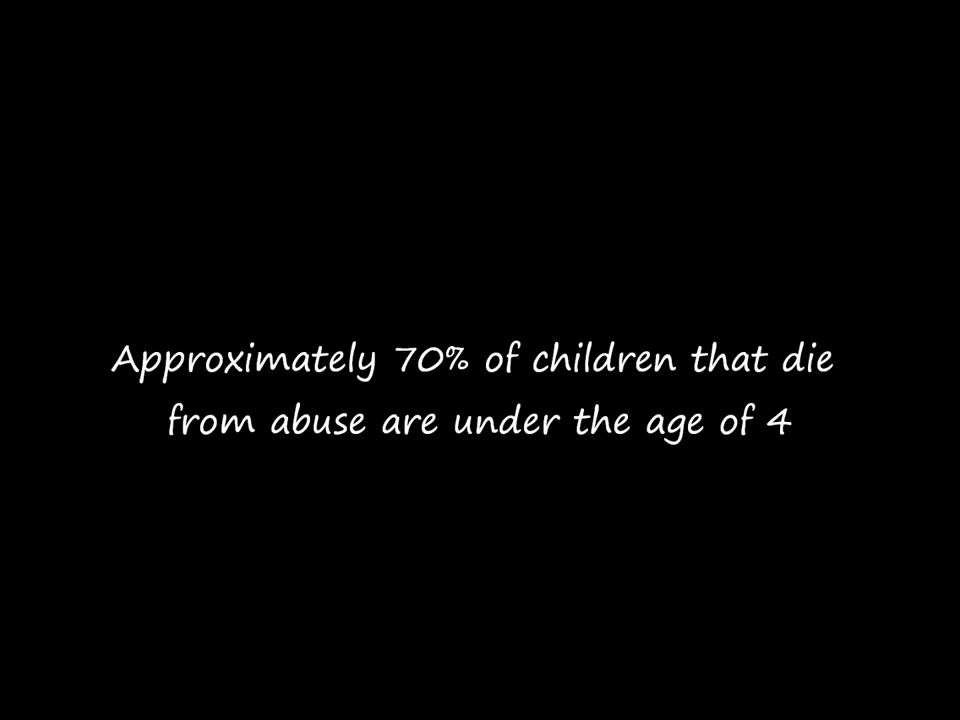 Approximately 70% of children that die
from abuse are under the age of 4